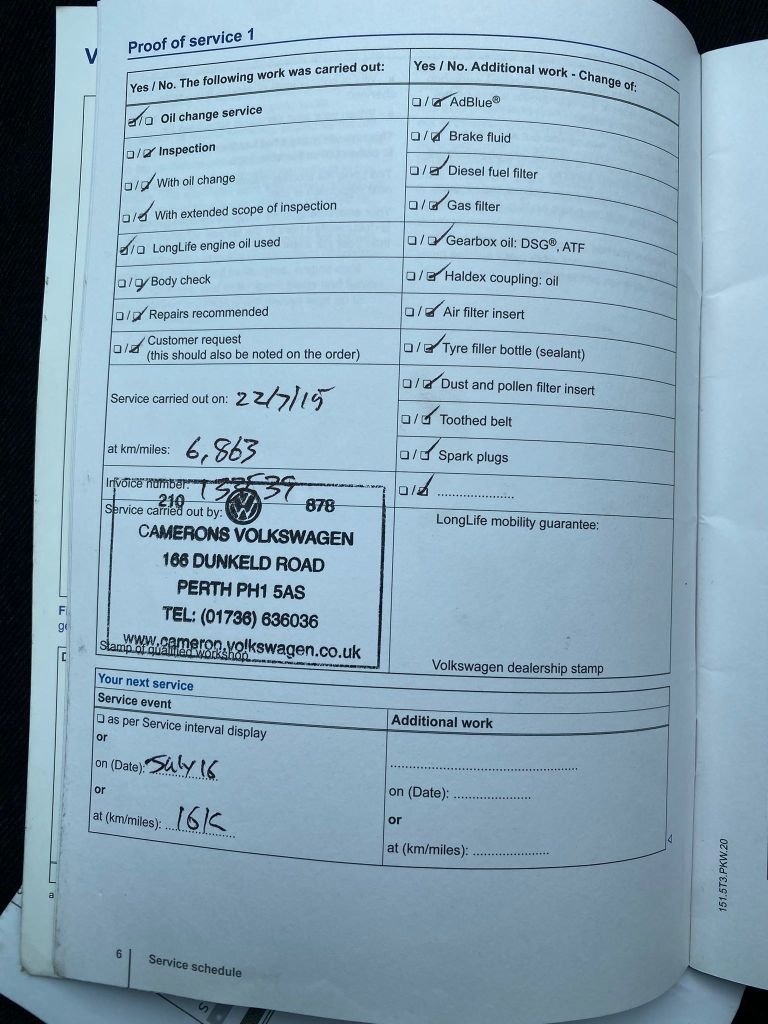 Proof of service 1
Yes / No. The following work was carried out:
☑/☐ Oil change service
☐/☑ Inspection
☐/☑ With oil change
☐/☑ With extended scope of inspection
☑/☐ LongLife engine oil used
☐/☑ Body check
☐/☑ Repairs recommended
☐/☑ Customer request
(this should also be noted on the order)
Service carried out on: 22/7/15
at km/miles: 6,863
Invoice number:
Service carried out by:
210 878
CAMERONS VOLKSWAGEN
166 DUNKELD ROAD
PERTH PH1 5AS
TEL: (01736) 636036
www.cameron.volkswagen.co.uk
Stamp of qualified workshop
Yes / No. Additional work - Change of:
☐/☑ AdBlue®
☐/☑ Brake fluid
☐/☑ Diesel fuel filter
☐/☑ Gas filter
☐/☑ Gearbox oil: DSG®, ATF
☐/☑ Haldex coupling: oil
☐/☑ Air filter insert
☐/☑ Tyre filler bottle (sealant)
☐/☑ Dust and pollen filter insert
☐/☑ Toothed belt
☐/☑ Spark plugs
☐/☑ ......................
LongLife mobility guarantee:
Volkswagen dealership stamp
Your next service
Service event
☐ as per Service interval display
or
on (Date): July 16
or
at (km/miles): 16K
Additional work
......................................................
on (Date): ......................
or
at (km/miles): ......................
6 Service schedule
151.5T3.PKW.20